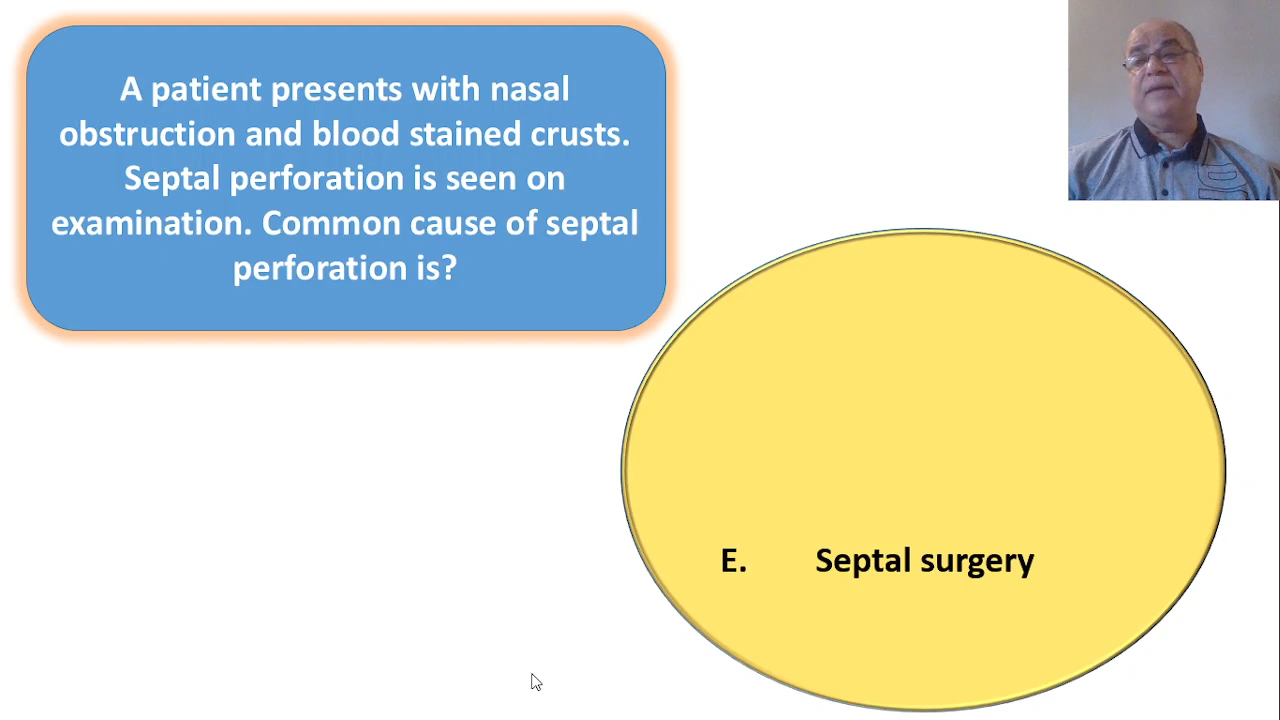 A patient presents with nasal
obstruction and blood stained crusts.
Septal perforation is seen on
examination. Common cause of septal
perforation is?
E. Septal surgery